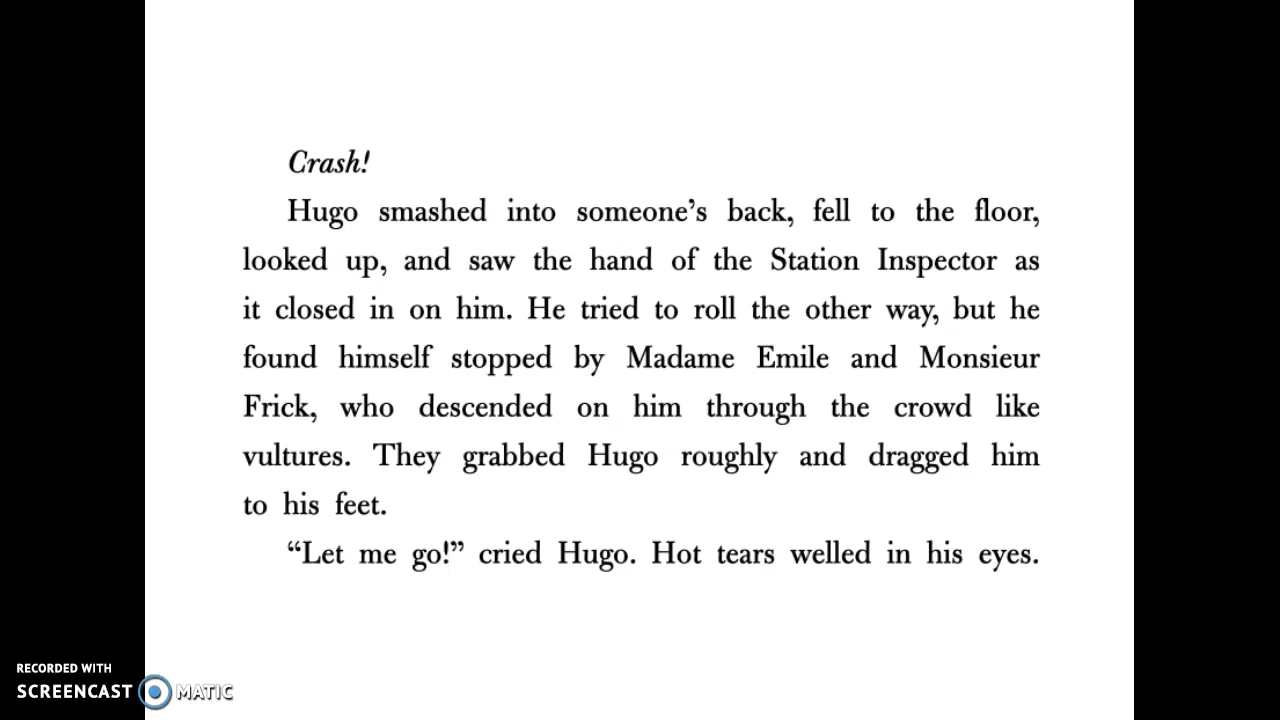 Crash!
Hugo smashed into someone’s back, fell to the floor,
looked up, and saw the hand of the Station Inspector as
it closed in on him. He tried to roll the other way, but he
found himself stopped by Madame Emile and Monsieur
Frick, who descended on him through the crowd like
vultures. They grabbed Hugo roughly and dragged him
to his feet.
“Let me go!” cried Hugo. Hot tears welled in his eyes.
RECORDED WITH
SCREENCAST MATIC